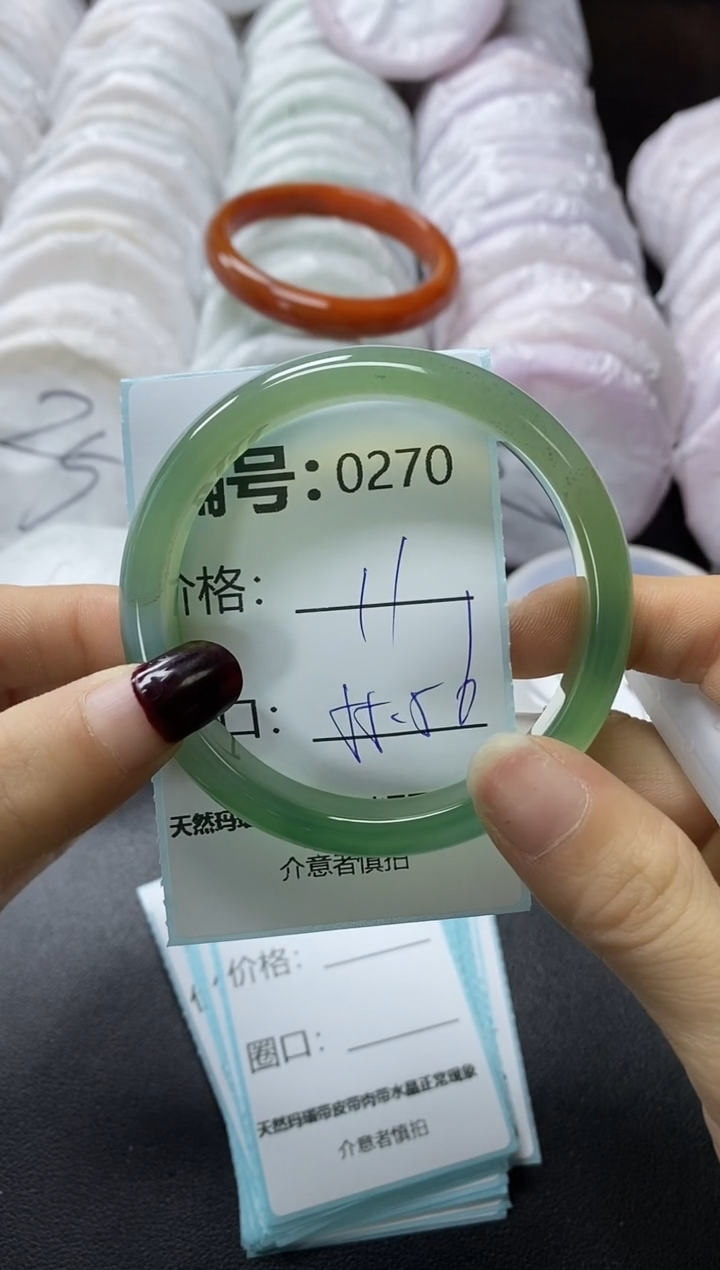 25
编号：0270
价格： 11
口：
天然玛
介意者慎拍
价格：
圈口：
天然玛瑙带皮带肉带水晶正常现象
介意者慎拍